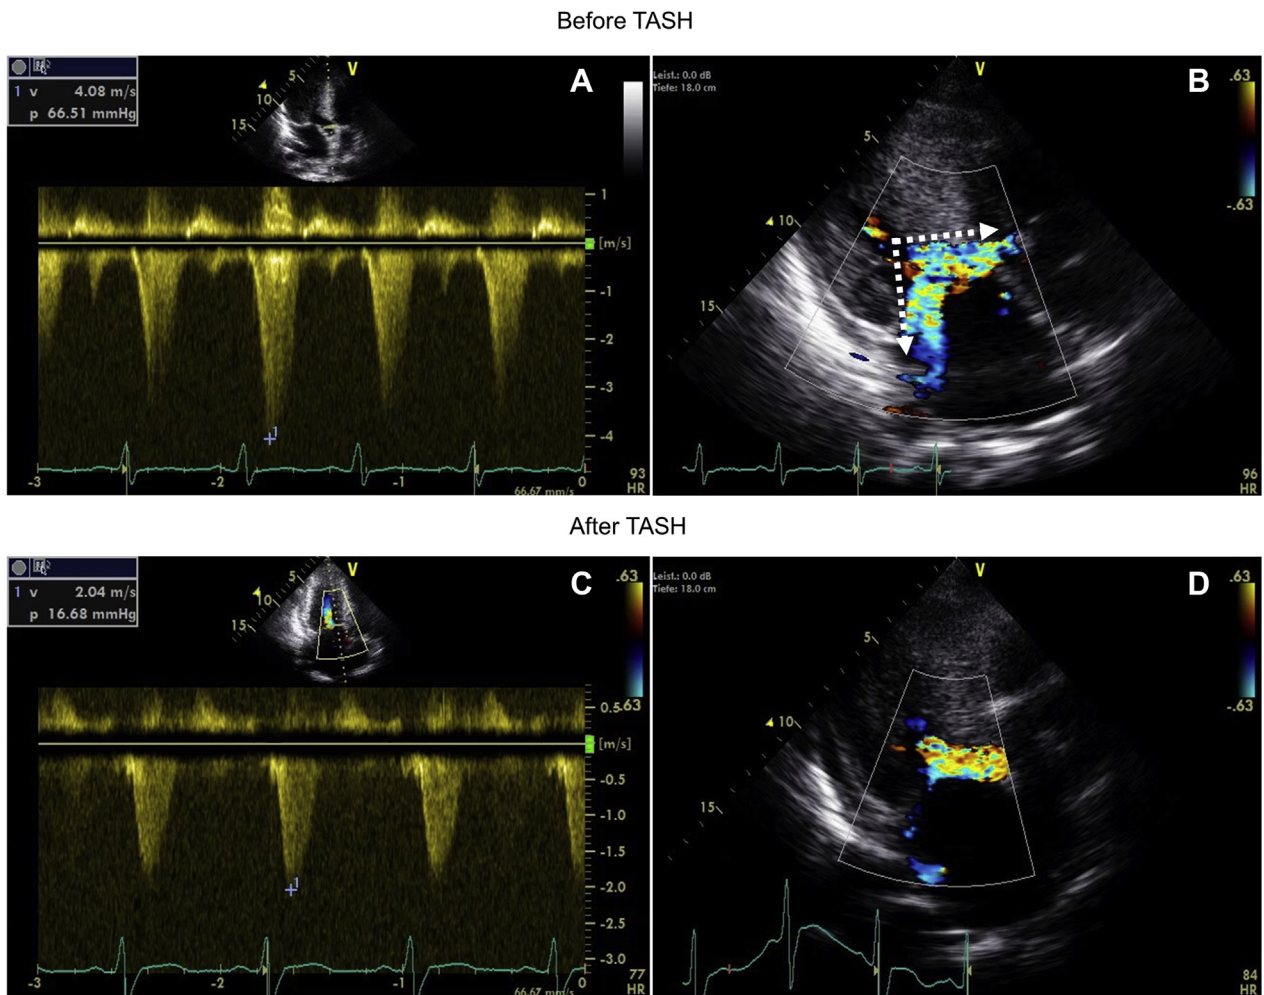 Before TASH
1 v 4.08 m/s
p 66.51 mmHg
A
V
5
10
15
1
[m/s]
-1
-2
-3
-4
-3
-2
-1
0
66.67 mm/s
93
HR
Leist.: 0.0 dB
Tiefe: 18.0 cm
V
B
.63
-.63
5
10
15
96
HR
After TASH
1 v 2.04 m/s
p 16.68 mmHg
C
V
5
10
15
.63
.63
0.5
[m/s]
-0.5
-1.0
-1.5
-2.0
-2.5
-3.0
1
-3
-2
-1
0
66.67 mm/s
77
HR
Leist.: 0.0 dB
Tiefe: 18.0 cm
V
D
.63
-.63
5
10
15
84
HR